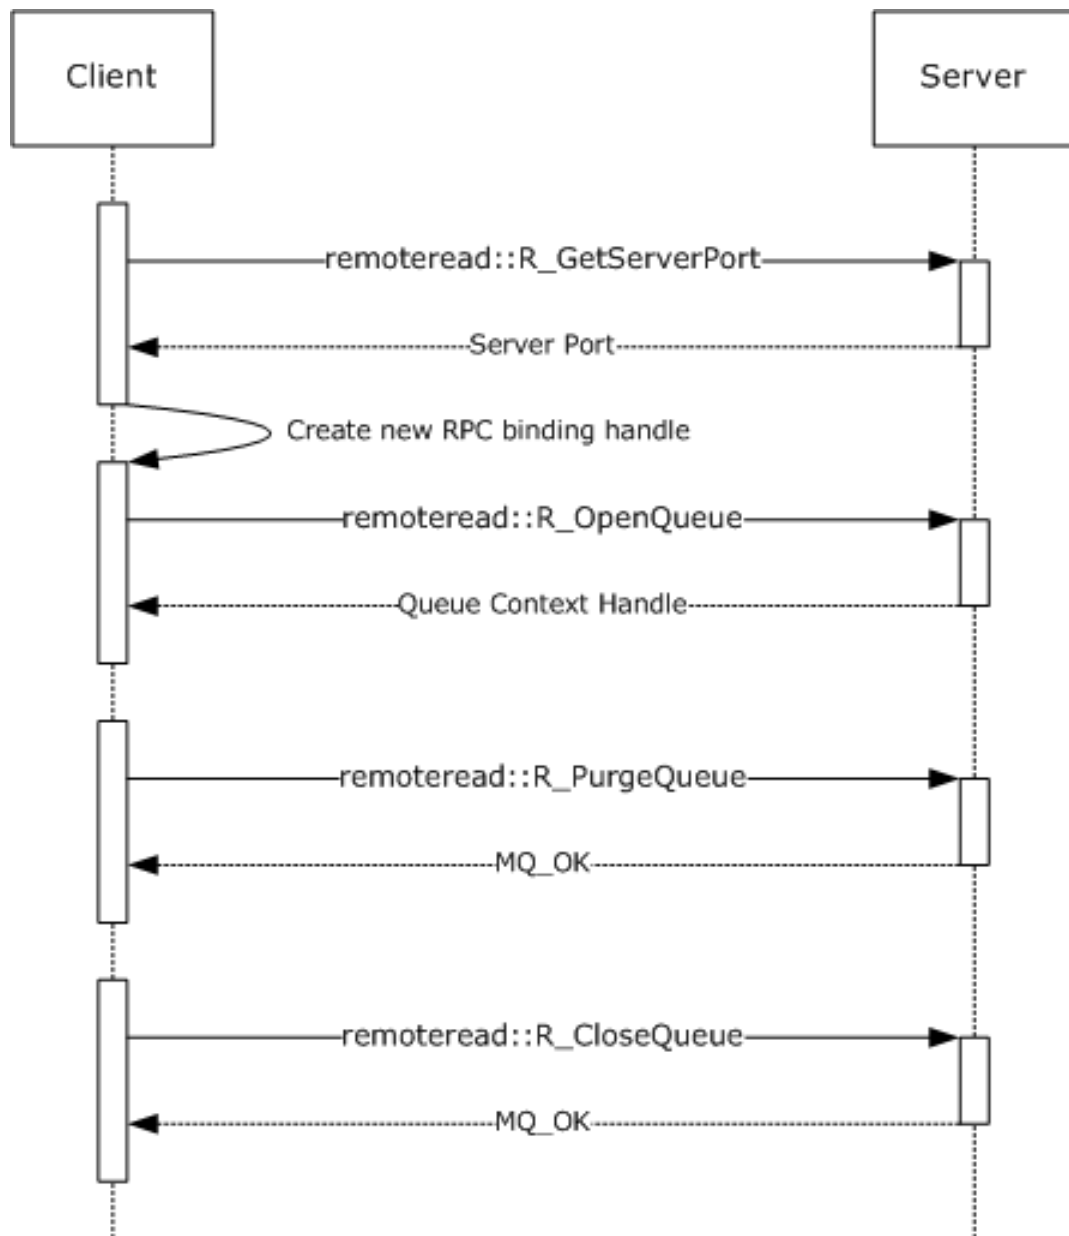 Client
Server
remoteread::R_GetServerPort
Server Port
Create new RPC binding handle
remoteread::R_OpenQueue
Queue Context Handle
remoteread::R_PurgeQueue
MQ_OK
remoteread::R_CloseQueue
MQ_OK